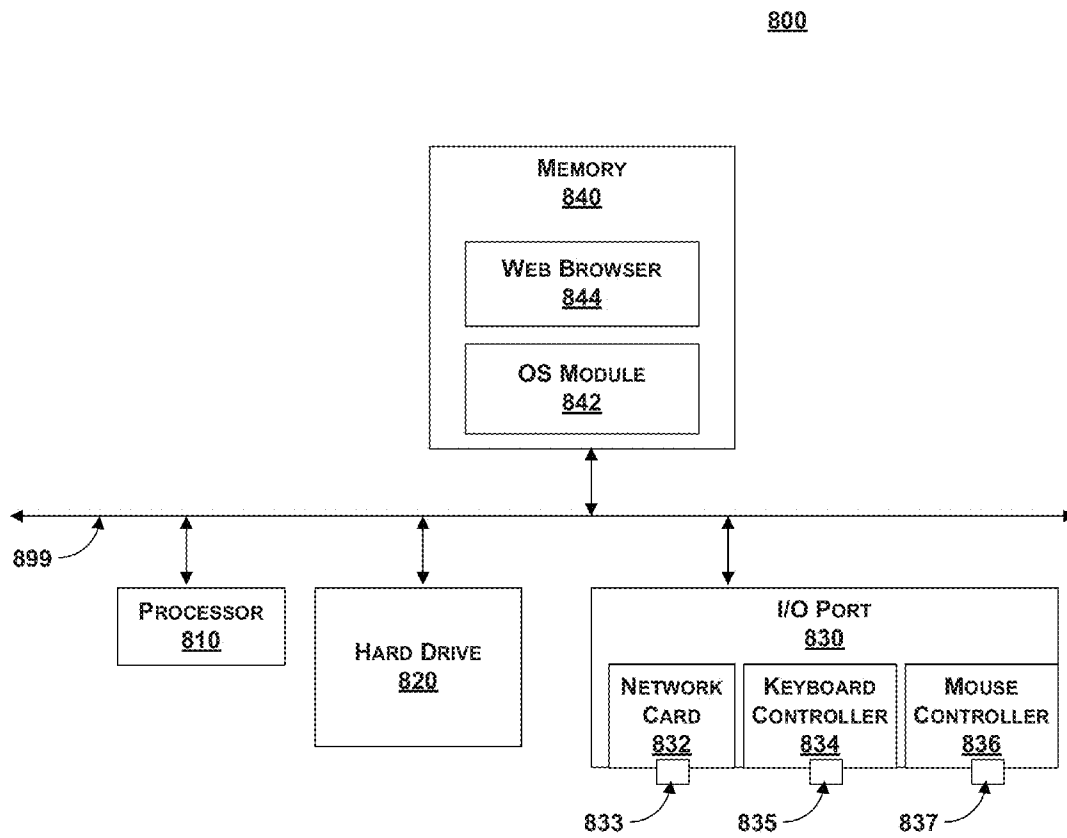 800
MEMORY
840
WEB BROWSER
844
OS MODULE
842
899
PROCESSOR
810
HARD DRIVE
820
I/O PORT
830
NETWORK
CARD
832
KEYBOARD
CONTROLLER
834
MOUSE
CONTROLLER
836
833
835
837